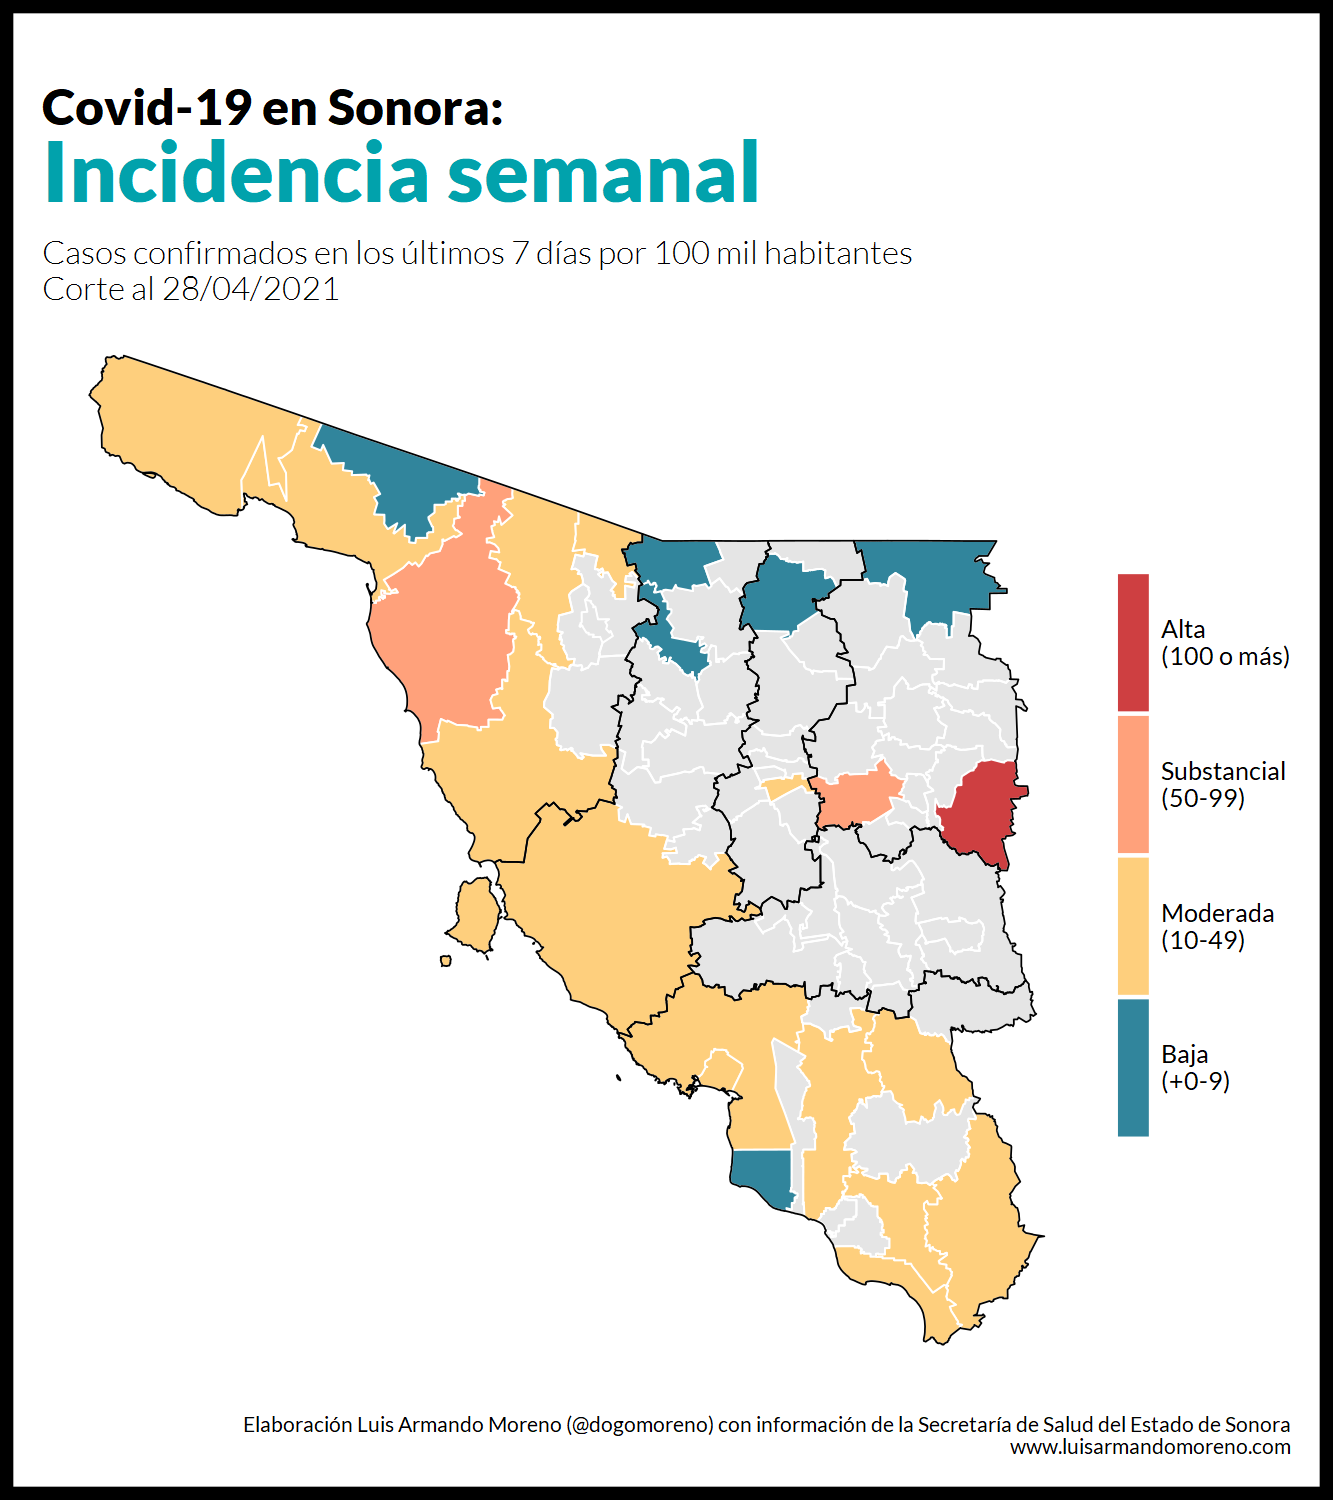 Covid-19 en Sonora:
Incidencia semanal
Casos confirmados en los últimos 7 días por 100 mil habitantes
Corte al 28/04/2021
Alta
(100 o más)
Substancial
(50-99)
Moderada
(10-49)
Baja
(+0-9)
Elaboración Luis Armando Moreno (@dogomoreno) con información de la Secretaría de Salud del Estado de Sonora
www.luisarmandomoreno.com